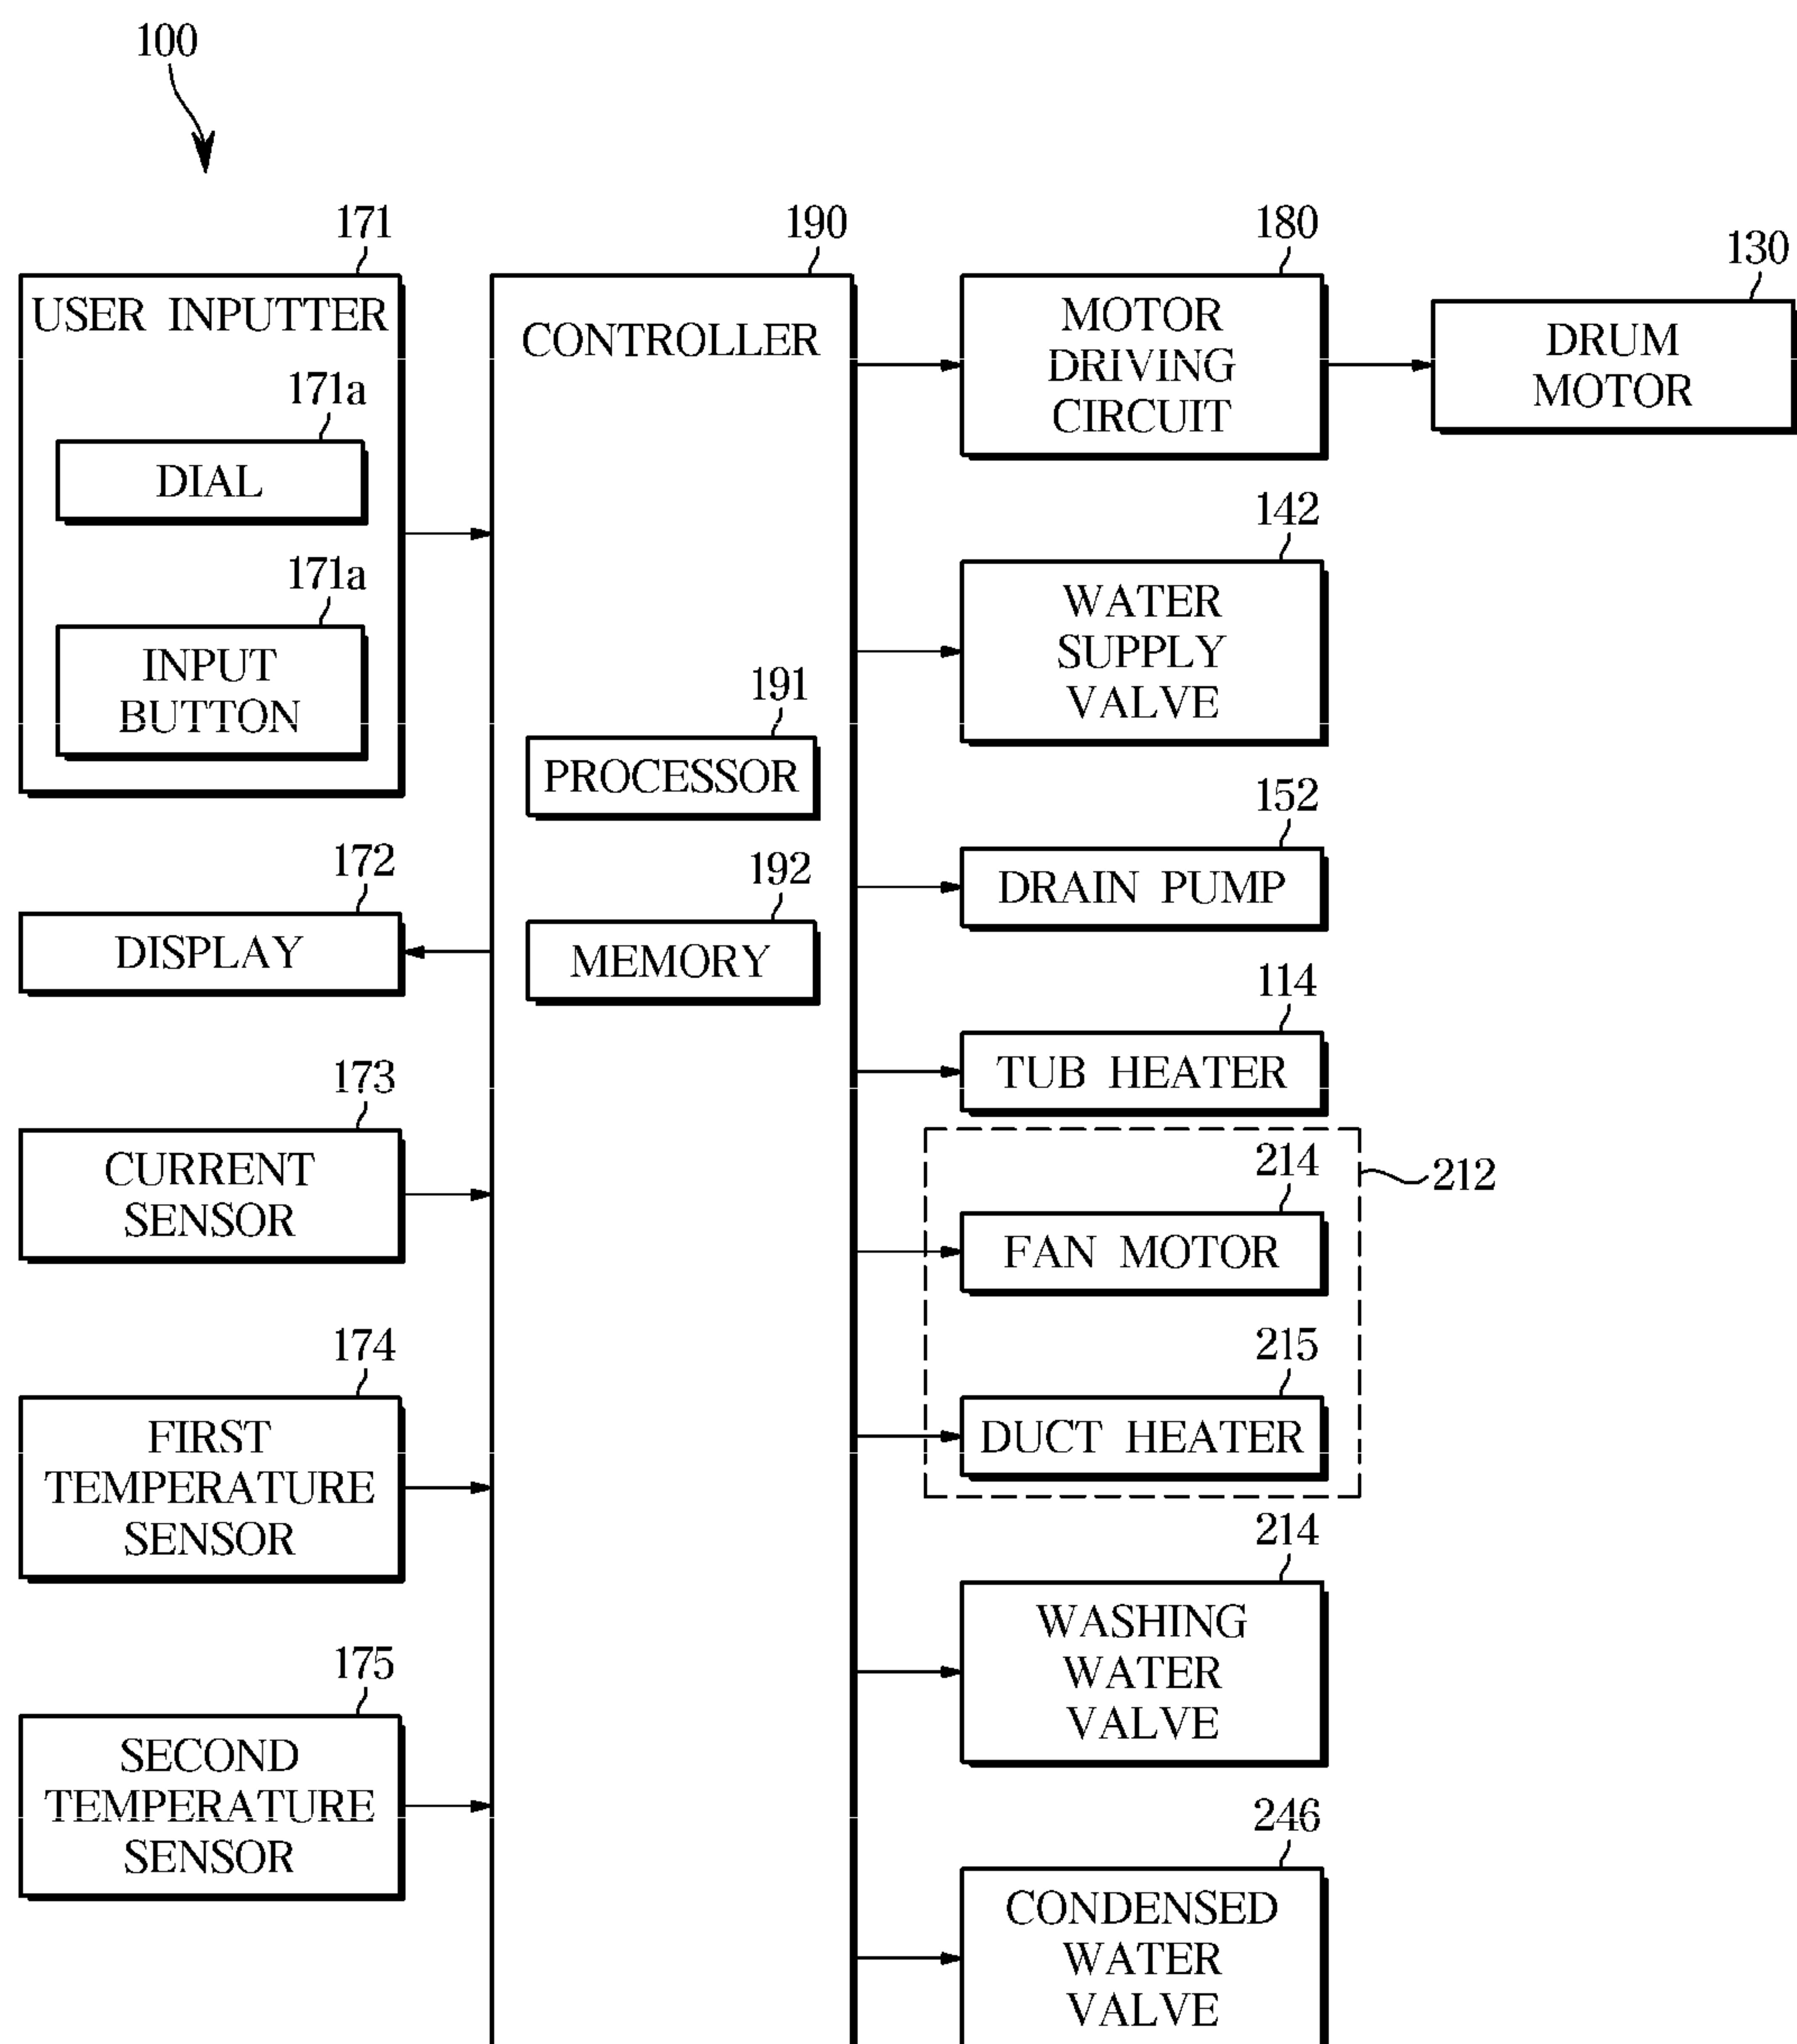 100
171
USER INPUTTER
171a
DIAL
171a
INPUT
BUTTON
172
DISPLAY
173
CURRENT
SENSOR
174
FIRST
TEMPERATURE
SENSOR
175
SECOND
TEMPERATURE
SENSOR
190
CONTROLLER
191
PROCESSOR
192
MEMORY
180
MOTOR
DRIVING
CIRCUIT
130
DRUM
MOTOR
142
WATER
SUPPLY
VALVE
152
DRAIN PUMP
114
TUB HEATER
212
214
FAN MOTOR
215
DUCT HEATER
214
WASHING
WATER
VALVE
246
CONDENSED
WATER
VALVE